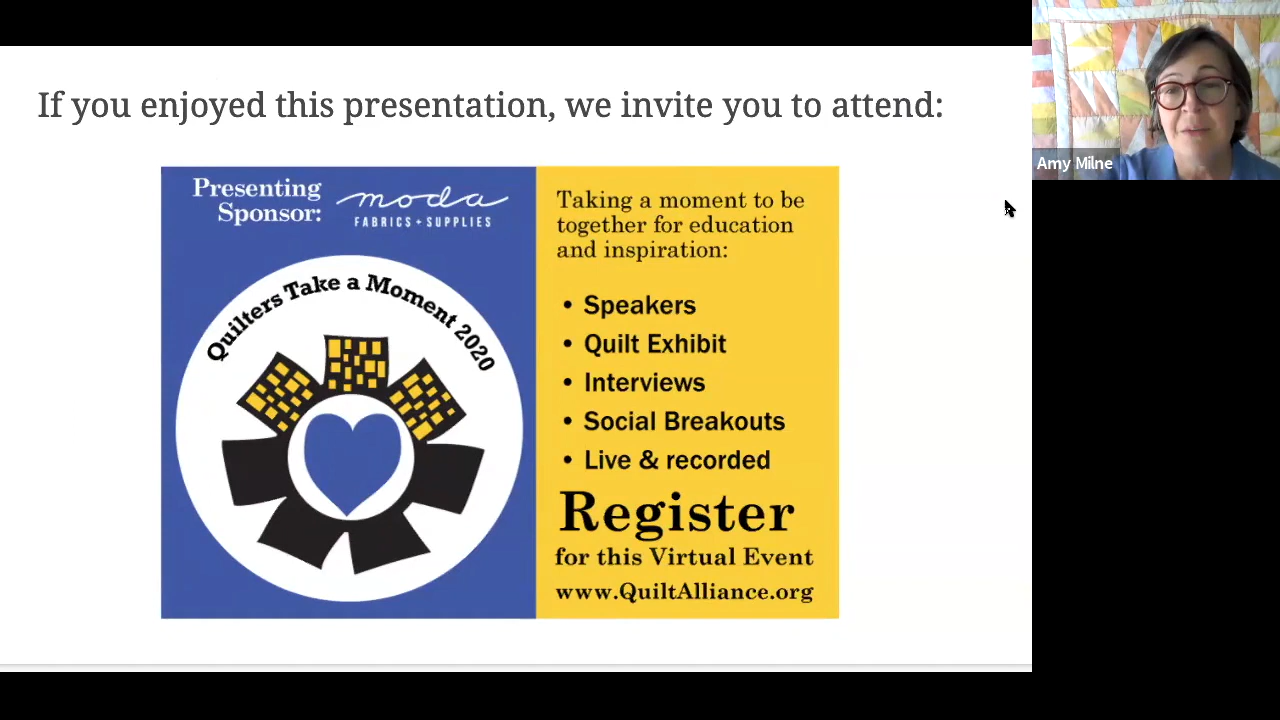 If you enjoyed this presentation, we invite you to attend:
Presenting
Sponsor:
moda
FABRICS + SUPPLIES
Quilters Take a Moment 2020
Taking a moment to be
together for education
and inspiration:
• Speakers
• Quilt Exhibit
• Interviews
• Social Breakouts
• Live & recorded
Register
for this Virtual Event
www.QuiltAlliance.org
Amy Milne